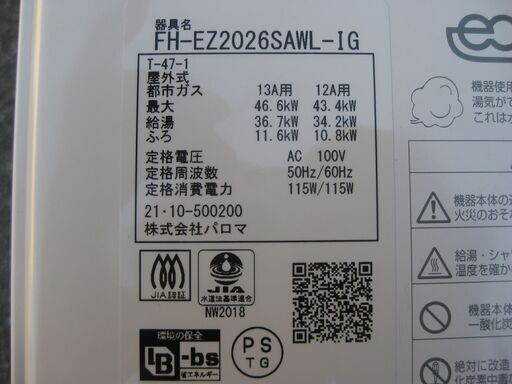 器具名
FH-EZ2026SAWL-IG
T-47-1
屋外式
都市ガス 13A用 12A用
最大 46.6kW 43.4kW
給湯 36.7kW 34.2kW
ふろ 11.6kW 10.8kW
定格電圧 AC 100V
定格周波数 50Hz/60Hz
定格消費電力 115W/115W
21・10-500200
株式会社パロマ
JIA認証
JIA
水道法基準適合
NW2018
環境の保全
IB-bs
省エネルギー
PS
TG
機器使用
湯気がで
これは水
機器本体の
火災のおそ
給湯・シャ
温度を確か
機器本体
一酸化炭
絶対に改造
化炭素中毒